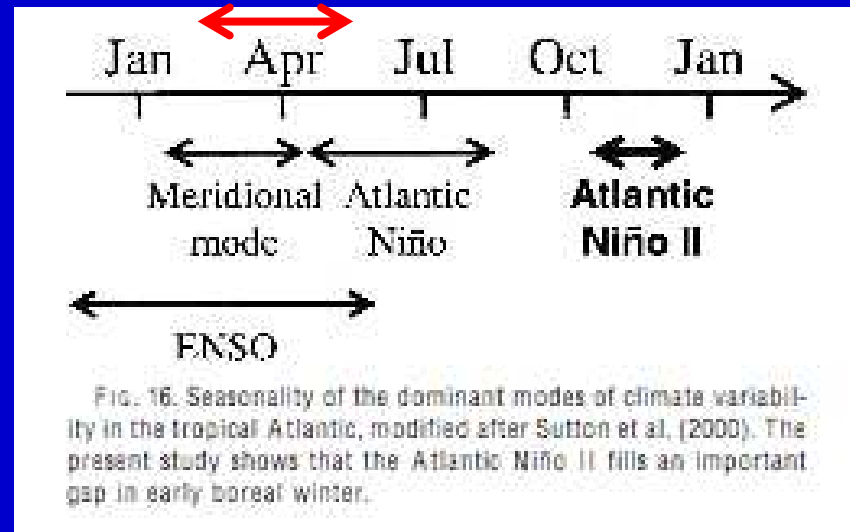 Jan Apr Jul Oct Jan
Meridional Atlantic Atlantic
mode Niño Niño II
ENSO
FIG. 16. Seasonality of the dominant modes of climate variabil-
ity in the tropical Atlantic, modified after Sutton et al. (2000). The
present study shows that the Atlantic Niño II fills an important
gap in early boreal winter.